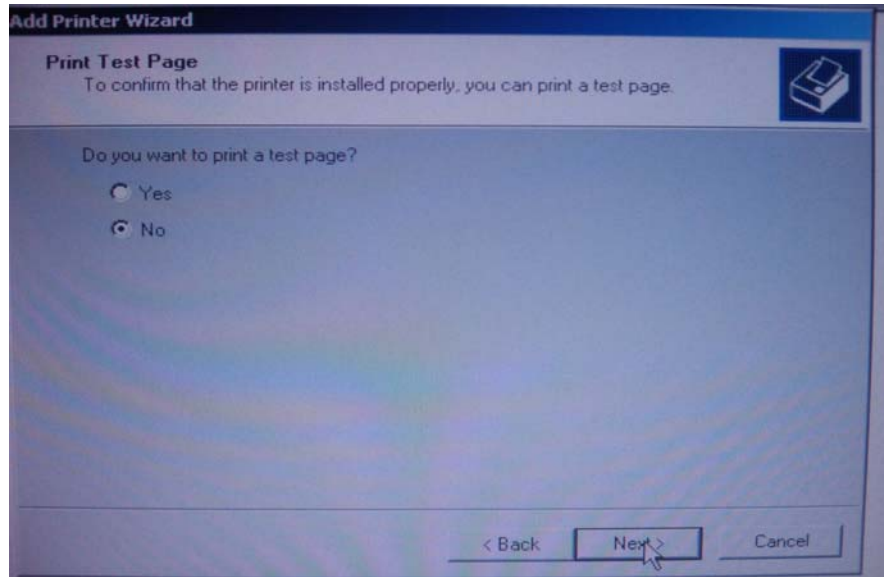 Add Printer Wizard
Print Test Page
To confirm that the printer is installed properly, you can print a test page.
Do you want to print a test page?
Yes
No
< Back Next > Cancel